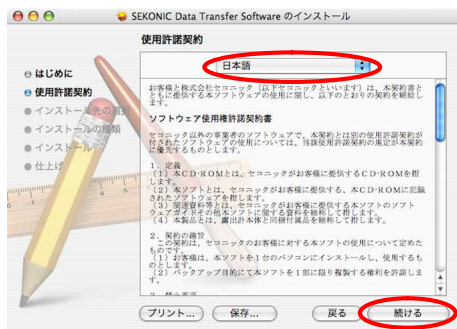 SEKONIC Data Transfer Software のインストール
使用許諾契約
日本語
はじめに
使用許諾契約
インストール先の選択
インストールの種類
インストール
仕上げ
お客様と株式会社セコニック（以下セコニックといいます）は、本契約書と
ともに提供する本ソフトウェアの使用に関し、以下のとおりの契約を締結し
ます。
ソフトウェア使用権許諾契約書
セコニック以外の事業者のソフトウェアで、本契約とは別の使用許諾契約が
付されたソフトウェアの使用については、当該使用許諾契約の規定が本契約
に優先するものとします。
1．定義
(1) 本CD-ROMとは、セコニックがお客様に提供するCD-ROMを指
します。
(2) 本ソフトとは、セコニックがお客様に提供する、本CD-ROMに記録
されたソフトウェアを指します。
(3) 関連資料等とは、セコニックがお客様に提供する本ソフトのソフト
ウェアガイドその他本ソフトに関する資料を総称して指します。
(4) 本製品とは、露出計本体と同梱付属品を総称して指します。
2．契約の趣旨
この契約は、セコニックのお客様に対する本ソフトの使用について定めた
ものです。
(1) お客様は、本ソフトを1台のパソコンにインストールし、使用するも
のとします。
(2) バックアップ目的にて本ソフトを1部に限り複製する権利を許諾しま
す。
プリント...
保存...
戻る
続ける